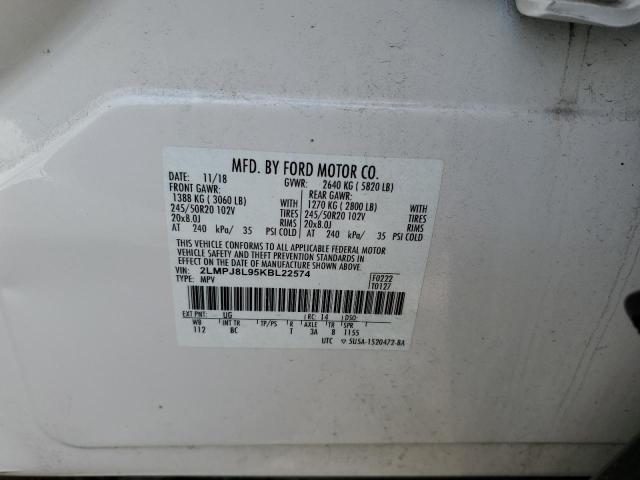 MFD. BY FORD MOTOR CO.
DATE: 11/18 GVWR: 2640 KG ( 5820 LB)
FRONT GAWR: REAR GAWR:
1388 KG ( 3060 LB) WITH 1270 KG ( 2800 LB) WITH
245/50R20 102V TIRES 245/50R20 102V TIRES
20x8.0J RIMS 20x8.0J RIMS
AT 240 kPa/ 35 PSI COLD AT 240 kPa/ 35 PSI COLD
THIS VEHICLE CONFORMS TO ALL APPLICABLE FEDERAL MOTOR
VEHICLE SAFETY AND THEFT PREVENTION STANDARDS IN
EFFECT ON THE DATE OF MANUFACTURE SHOWN ABOVE.
VIN: 2LMPJ8L95KBL22574 F0222
TYPE: MPV T0127
EXT PNT: UG RC: 14 DSO:
WB INT TR TP/PS R AXLE TR SPR
112 BC T 3A 8 1155
UTC 5U5A-1520472-BA